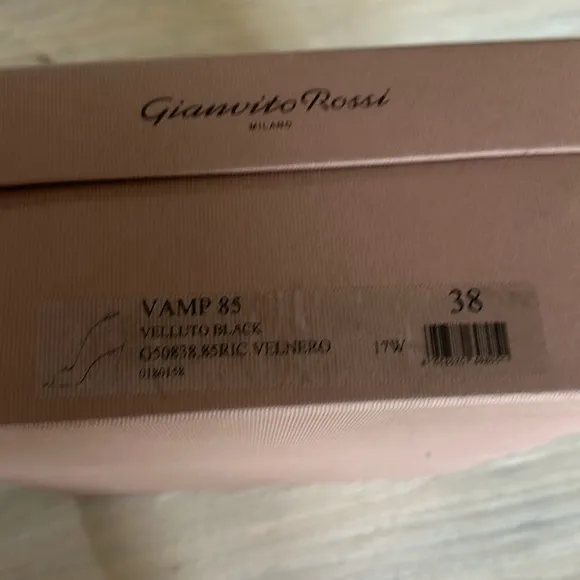 Gianvito Rossi
MILANO
VAMP 85 38
VELLUTO BLACK
G50838.85RIC VELNERO 17W
0180158